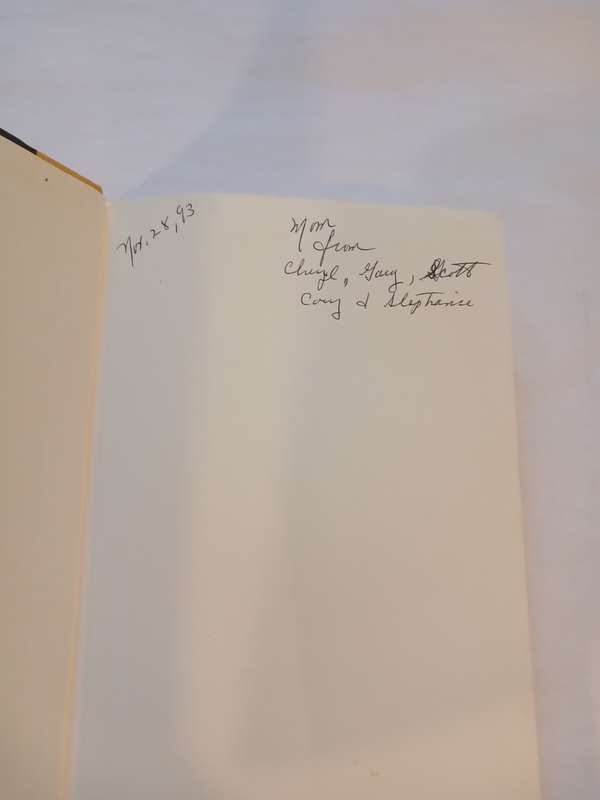 Nov. 28, 93
Mom
from
Cheryl, Gary, Scott
Cory & Stephanie